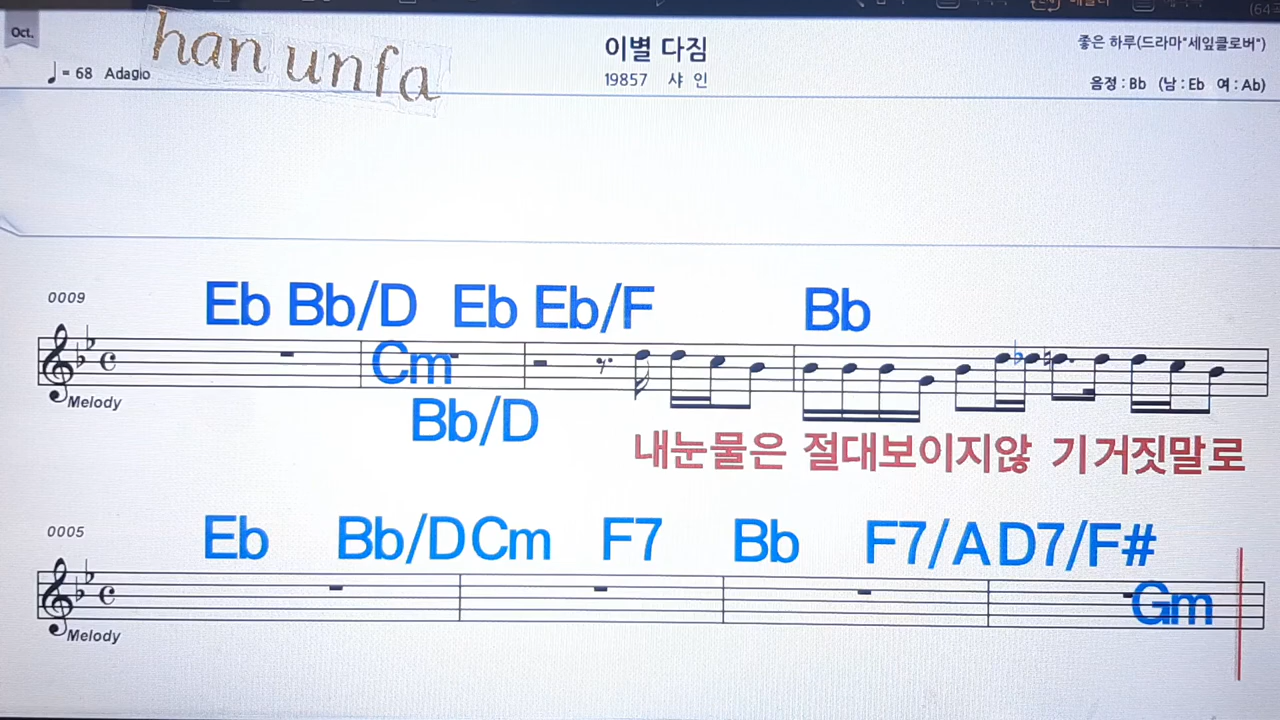 Oct.
han unfa
♩ = 68 Adagio
이별 다짐
19857 샤 인
좋은 하루(드라마"세잎클로버")
음정 : Bb (남 : Eb 여 : Ab)
0009
Eb Bb/D Eb Eb/F Bb
Cm
Melody
Bb/D
내눈물은 절대보이지않 기거짓말로
0005
Eb Bb/D Cm F7 Bb F7/A D7/F#
Gm
Melody